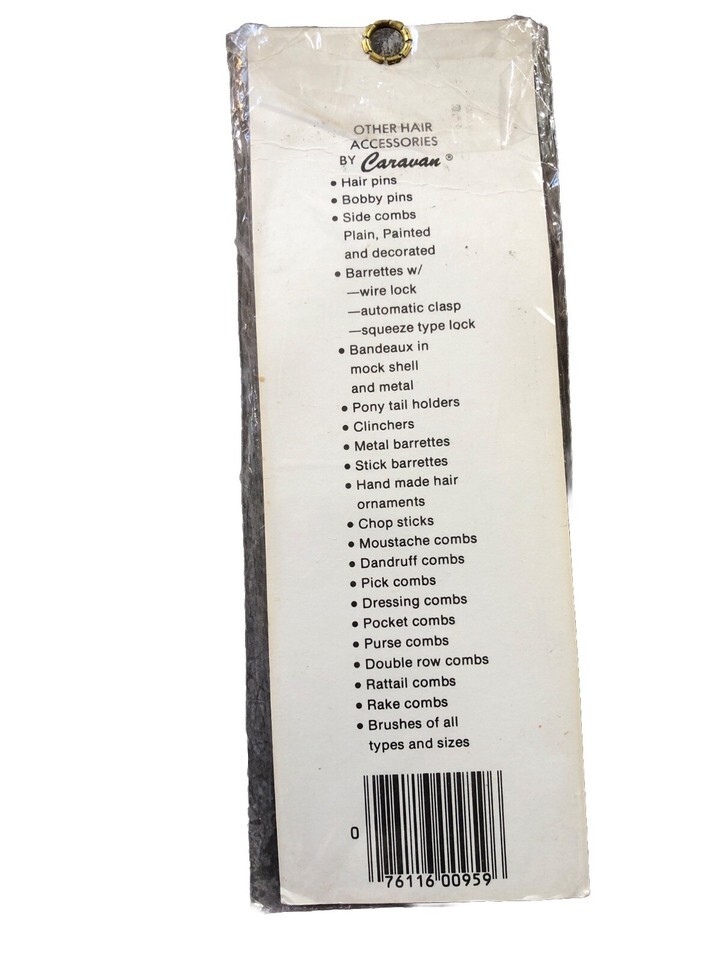 OTHER HAIR
ACCESSORIES
BY Caravan ®
• Hair pins
• Bobby pins
• Side combs
Plain, Painted
and decorated
• Barrettes w/
—wire lock
—automatic clasp
—squeeze type lock
• Bandeaux in
mock shell
and metal
• Pony tail holders
• Clinchers
• Metal barrettes
• Stick barrettes
• Hand made hair
ornaments
• Chop sticks
• Moustache combs
• Dandruff combs
• Pick combs
• Dressing combs
• Pocket combs
• Purse combs
• Double row combs
• Rattail combs
• Rake combs
• Brushes of all
types and sizes
0 76116 00959